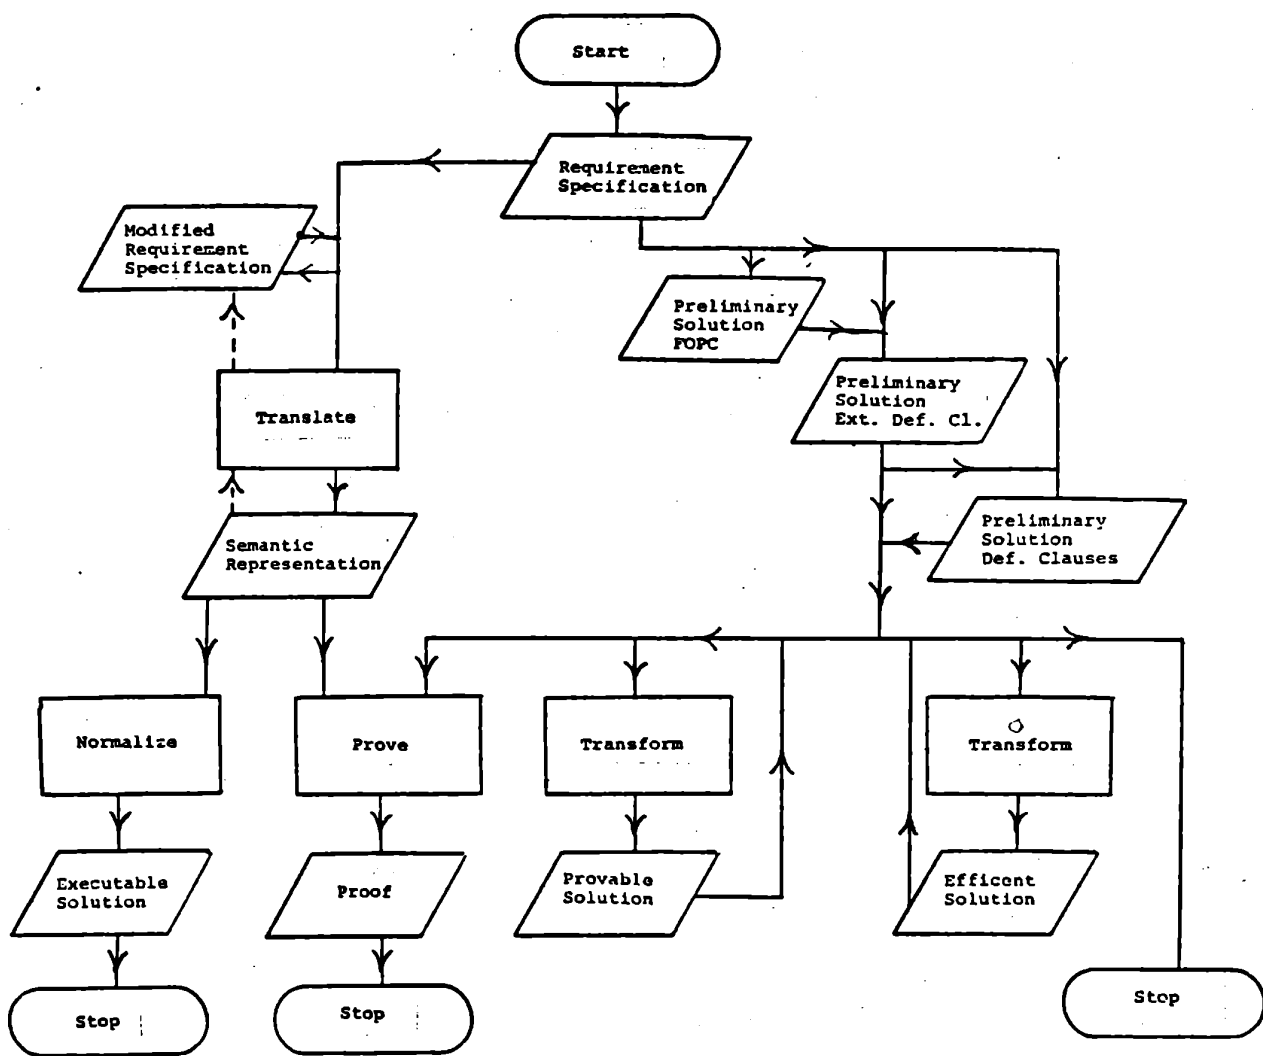 Start
Requirement
Specification
Modified
Requirement
Specification
Preliminary
Solution
FOPC
Preliminary
Solution
Ext. Def. Cl.
Translate
Preliminary
Solution
Def. Clauses
Semantic
Representation
Normalize
Prove
Transform
Transform
Executable
Solution
Proof
Provable
Solution
Efficent
Solution
Stop
Stop
Stop